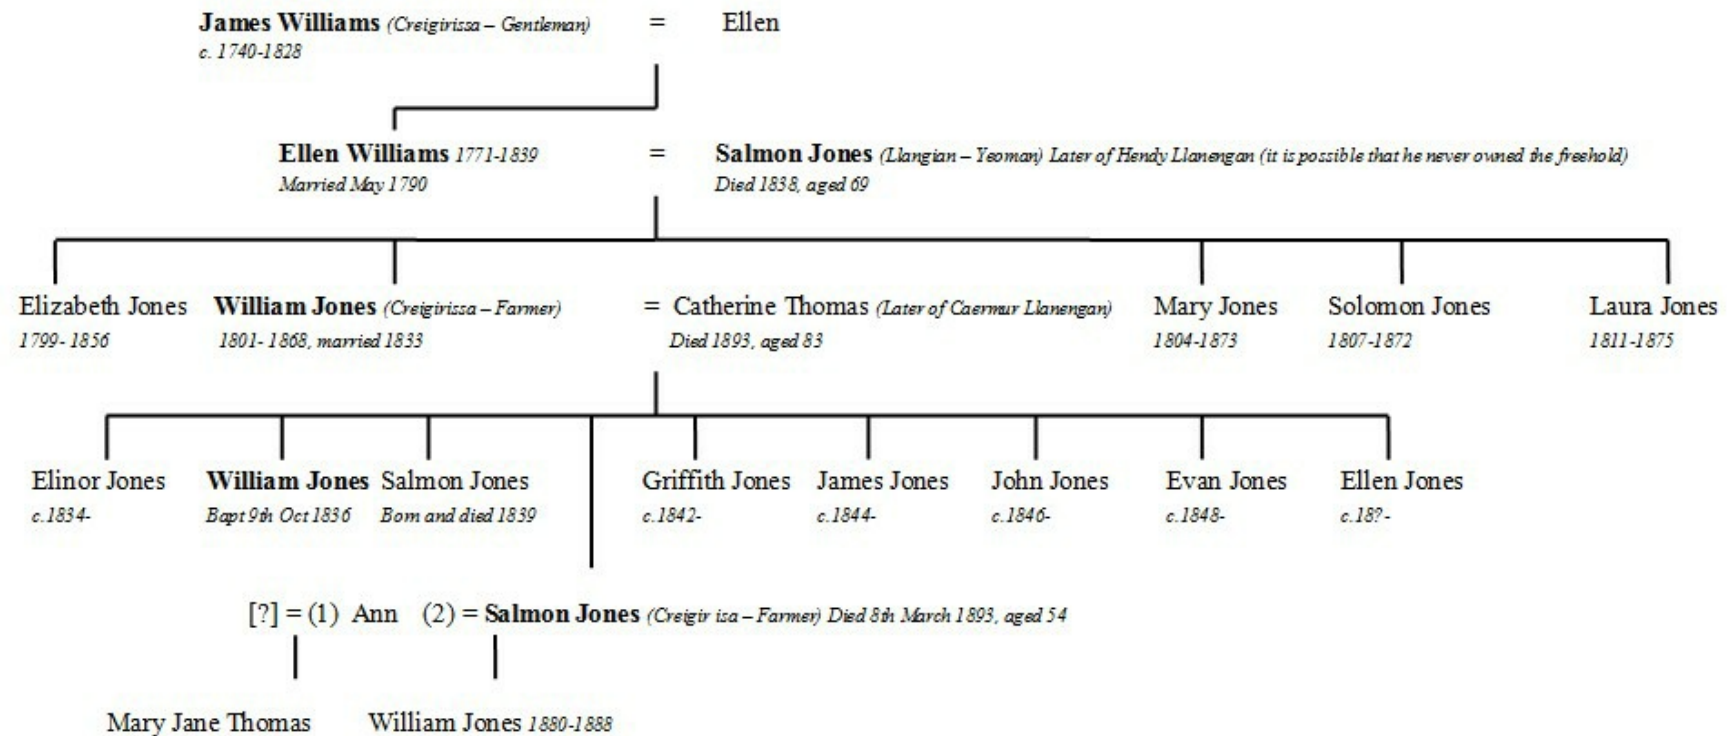 James Williams (Creigirissa – Gentleman) = Ellen
c. 1740-1828
Ellen Williams 1771-1839 = Salmon Jones (Llangian – Yeoman) Later of Hendy Llanengan (it is possible that he never owned the freehold)
Married May 1790 Died 1838, aged 69
Elizabeth Jones William Jones (Creigirissa – Farmer) = Catherine Thomas (Later of Caermur Llanengan) Mary Jones Solomon Jones Laura Jones
1799- 1856 1801- 1868, married 1833 Died 1893, aged 83 1804-1873 1807-1872 1811-1875
Elinor Jones William Jones Salmon Jones Griffith Jones James Jones John Jones Evan Jones Ellen Jones
c.1834- Bapt 9th Oct 1836 Born and died 1839 c.1842- c.1844- c.1846- c.1848- c.18?-
[?] = (1) Ann (2) = Salmon Jones (Creigir isa – Farmer) Died 8th March 1893, aged 54
Mary Jane Thomas William Jones 1880-1888